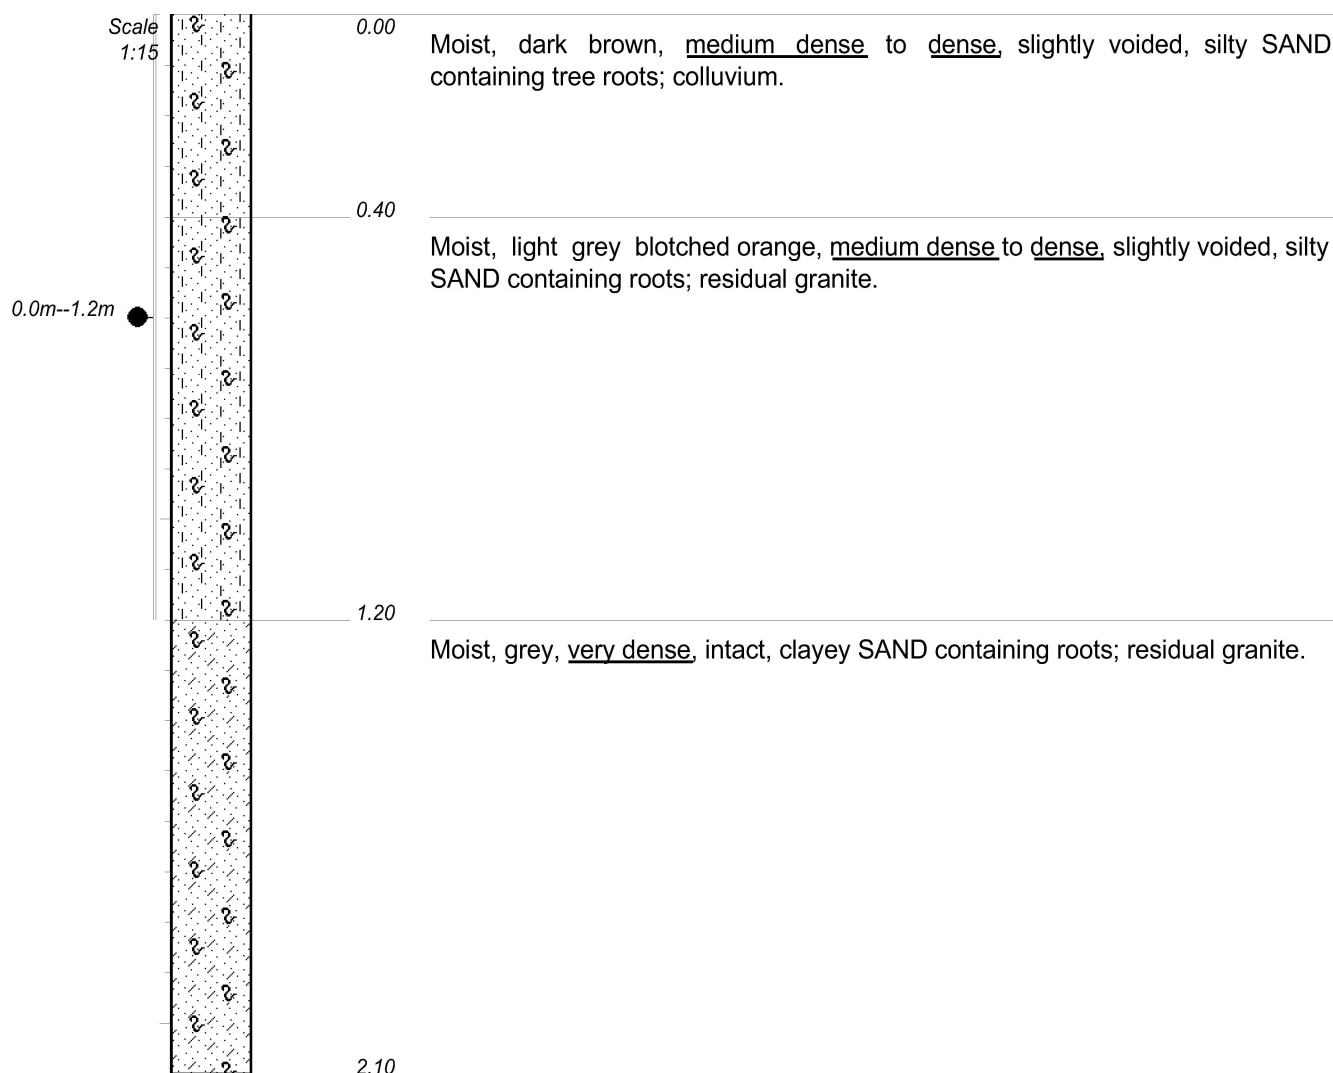 Scale
1:15
0.00
Moist, dark brown, medium dense to dense, slightly voided, silty SAND
containing tree roots; colluvium.
0.40
Moist, light grey blotched orange, medium dense to dense, slightly voided, silty
SAND containing roots; residual granite.
0.0m--1.2m
1.20
Moist, grey, very dense, intact, clayey SAND containing roots; residual granite.
2.10